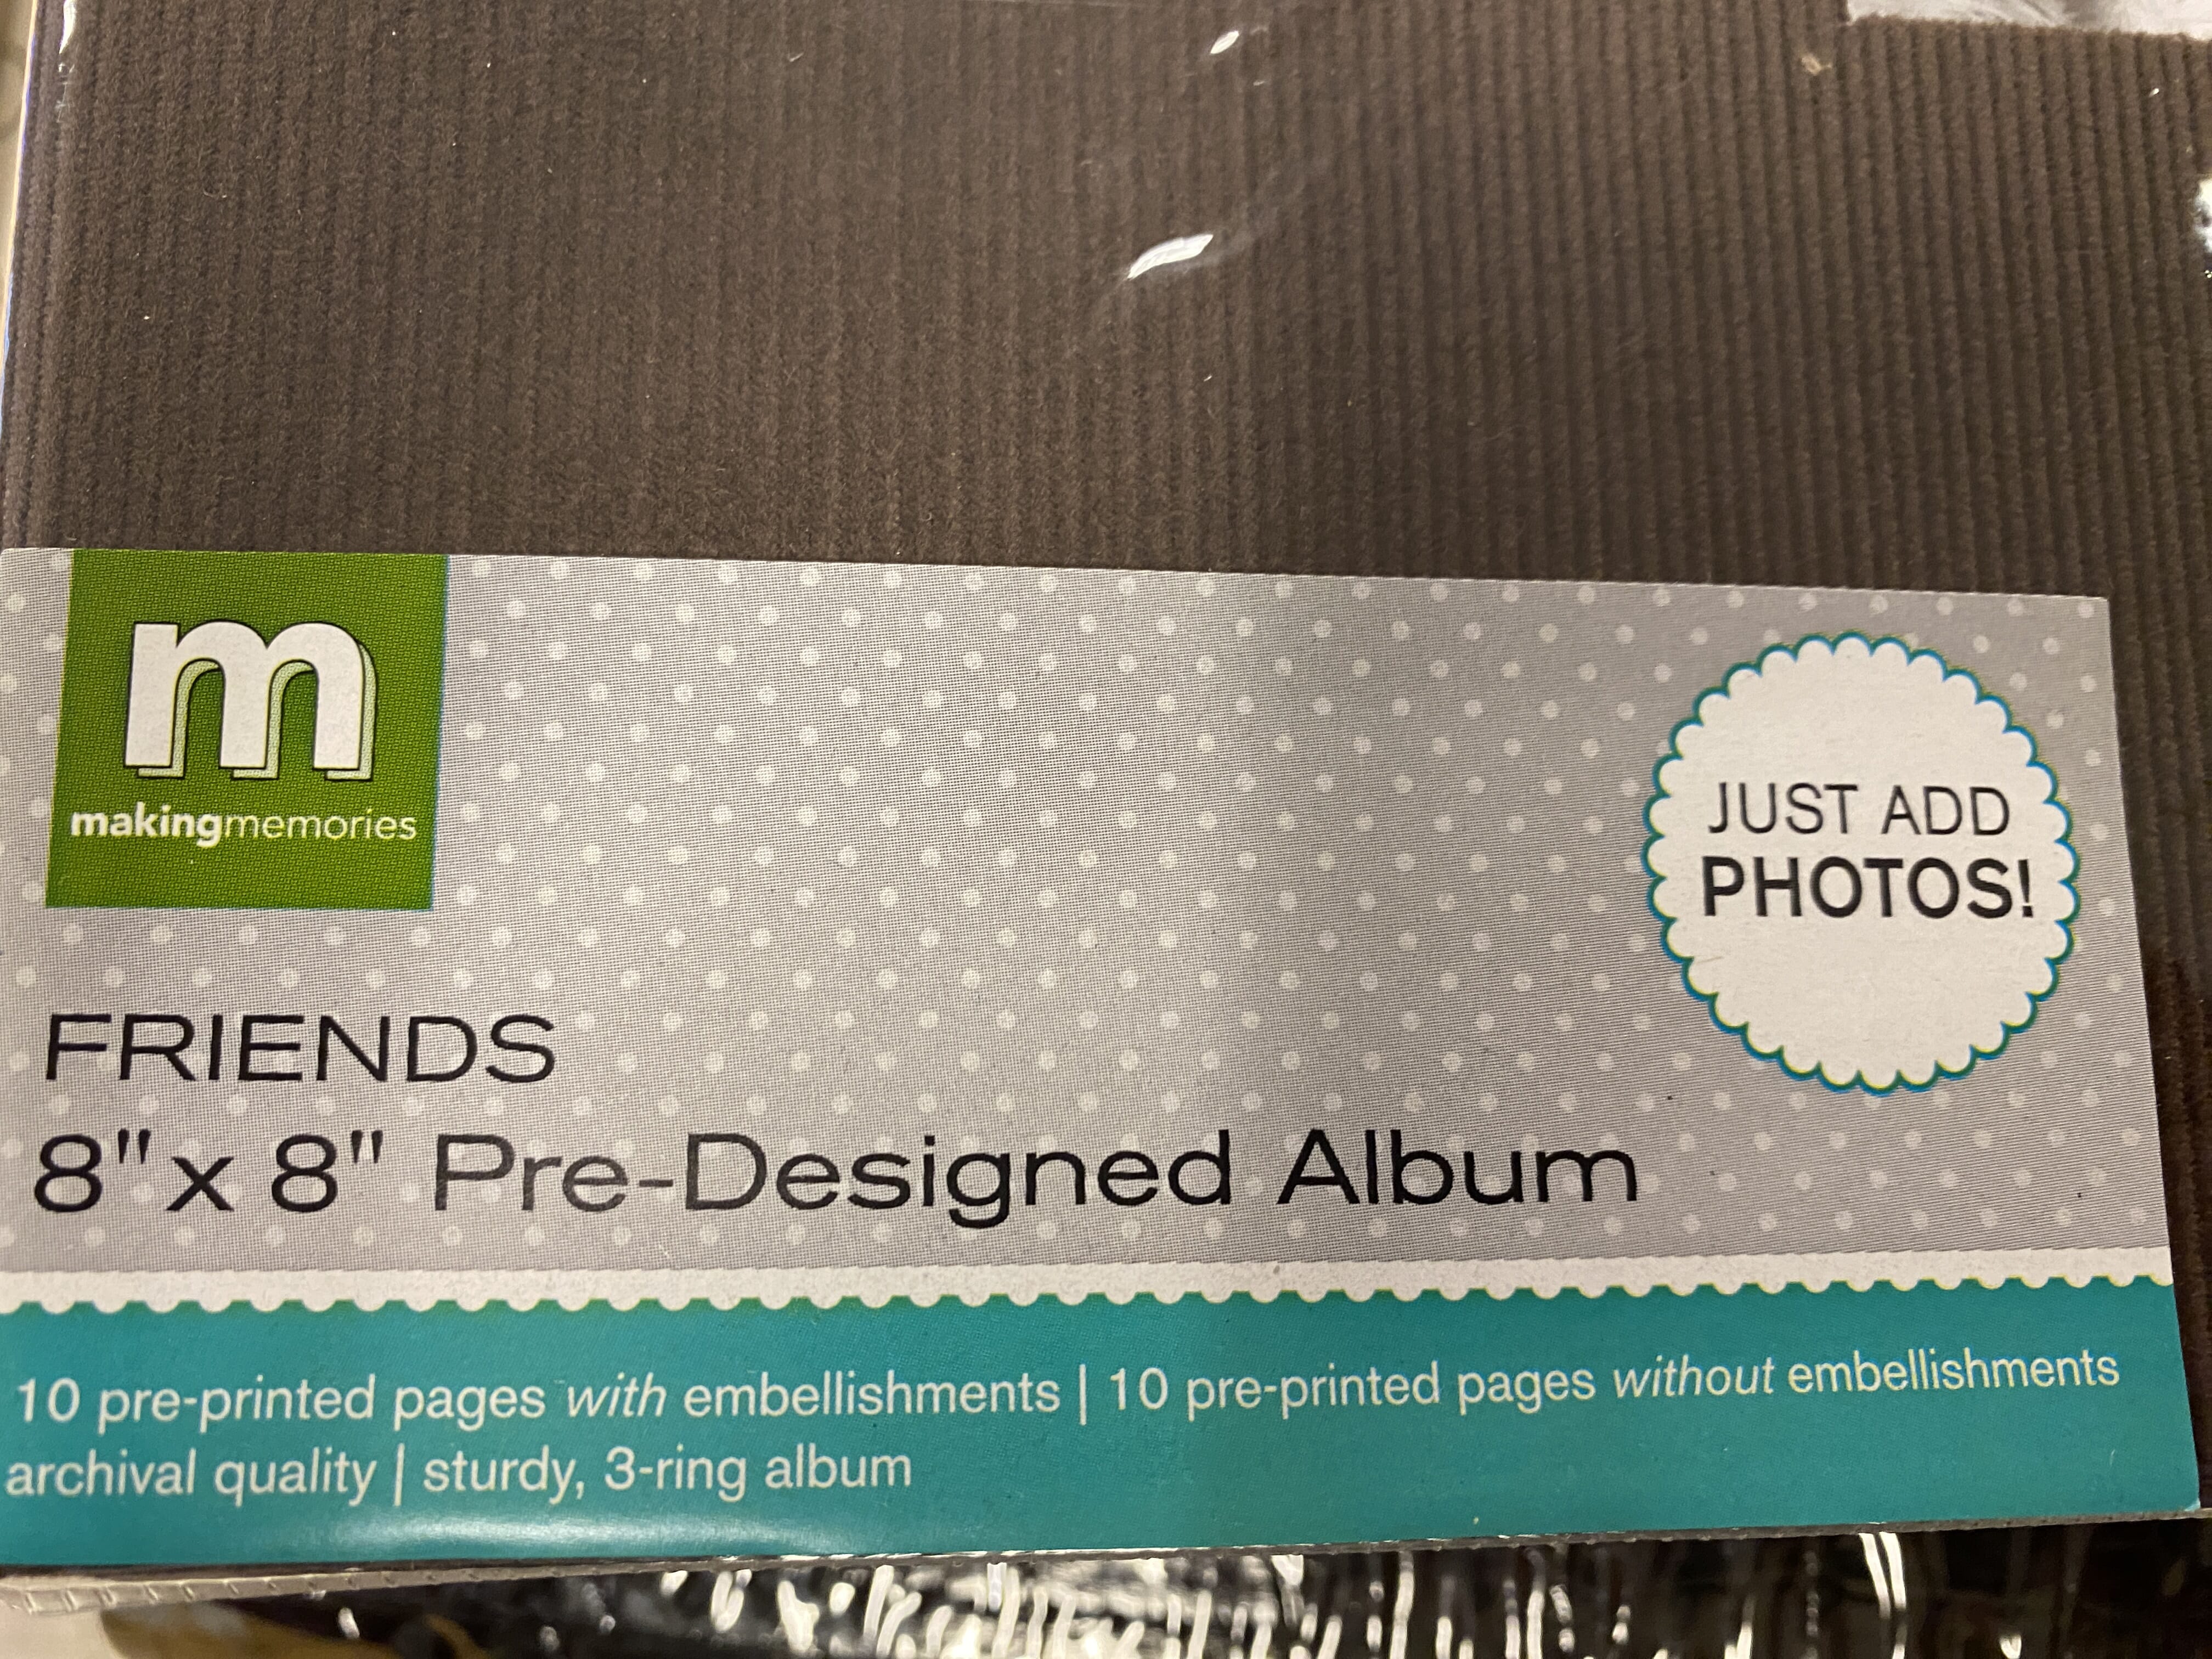 m
makingmemories
JUST ADD
PHOTOS!
FRIENDS
8" x 8" Pre-Designed Album
10 pre-printed pages with embellishments | 10 pre-printed pages without embellishments
archival quality | sturdy, 3-ring album